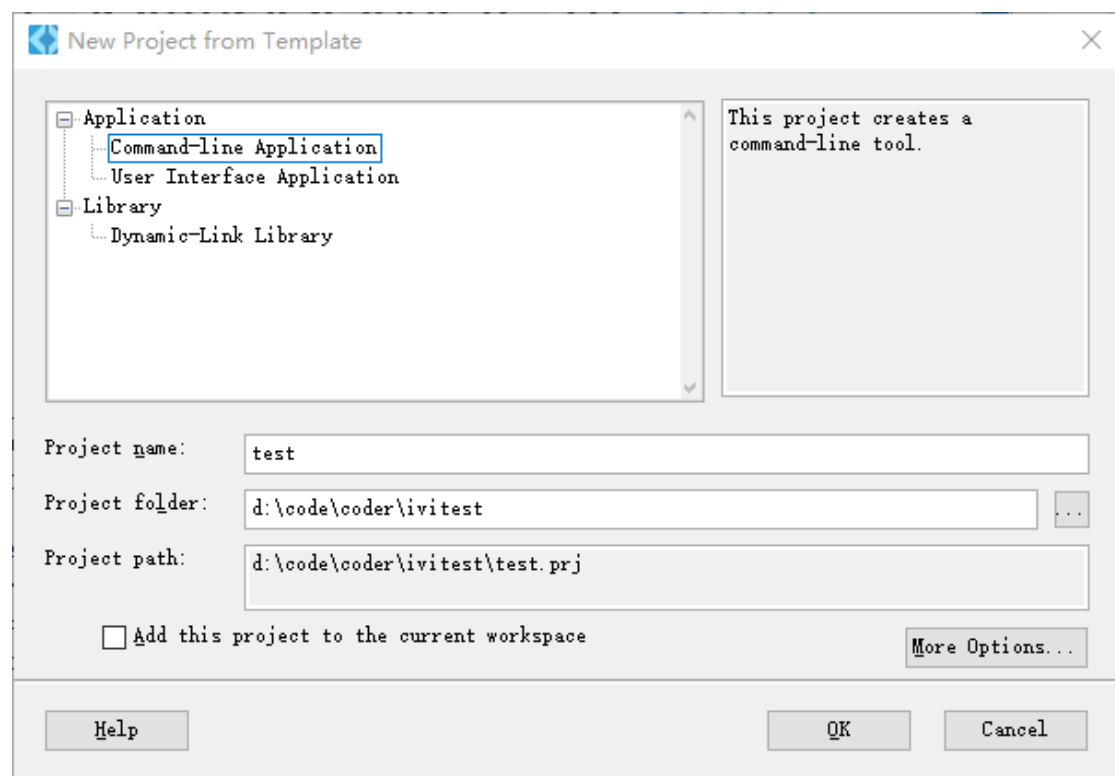 New Project from Template
Application
Command-line Application
User Interface Application
Library
Dynamic-Link Library
This project creates a
command-line tool.
Project name:
test
Project folder:
d:\code\coder\ivitest
...
Project path:
d:\code\coder\ivitest\test.prj
Add this project to the current workspace
More Options...
Help
OK
Cancel